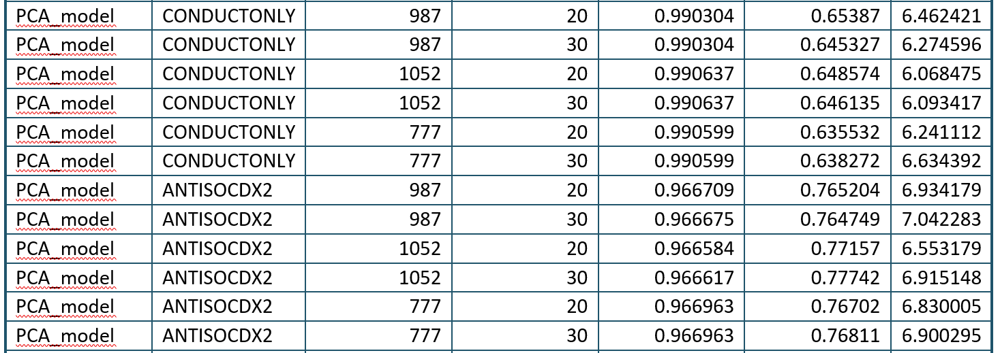 PCA_model CONDUCTONLY 987 20 0.990304 0.65387 6.462421
PCA_model CONDUCTONLY 987 30 0.990304 0.645327 6.274596
PCA_model CONDUCTONLY 1052 20 0.990637 0.648574 6.068475
PCA_model CONDUCTONLY 1052 30 0.990637 0.646135 6.093417
PCA_model CONDUCTONLY 777 20 0.990599 0.635532 6.241112
PCA_model CONDUCTONLY 777 30 0.990599 0.638272 6.634392
PCA_model ANTISOCDX2 987 20 0.966709 0.765204 6.934179
PCA_model ANTISOCDX2 987 30 0.966675 0.764749 7.042283
PCA_model ANTISOCDX2 1052 20 0.966584 0.77157 6.553179
PCA_model ANTISOCDX2 1052 30 0.966617 0.77742 6.915148
PCA_model ANTISOCDX2 777 20 0.966963 0.76702 6.830005
PCA_model ANTISOCDX2 777 30 0.966963 0.76811 6.900295